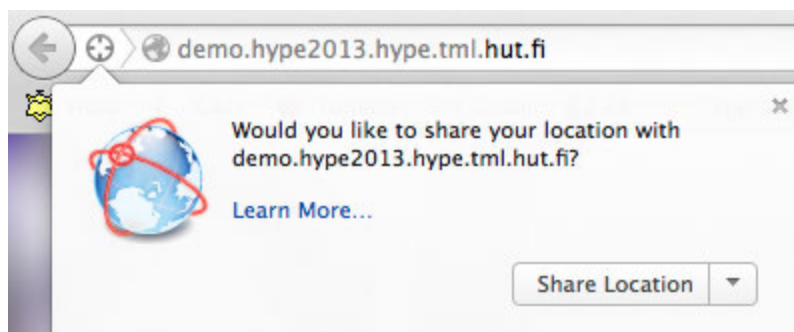 demo.hype2013.hype.tml.hut.fi
Would you like to share your location with
demo.hype2013.hype.tml.hut.fi?
Learn More...
Share Location